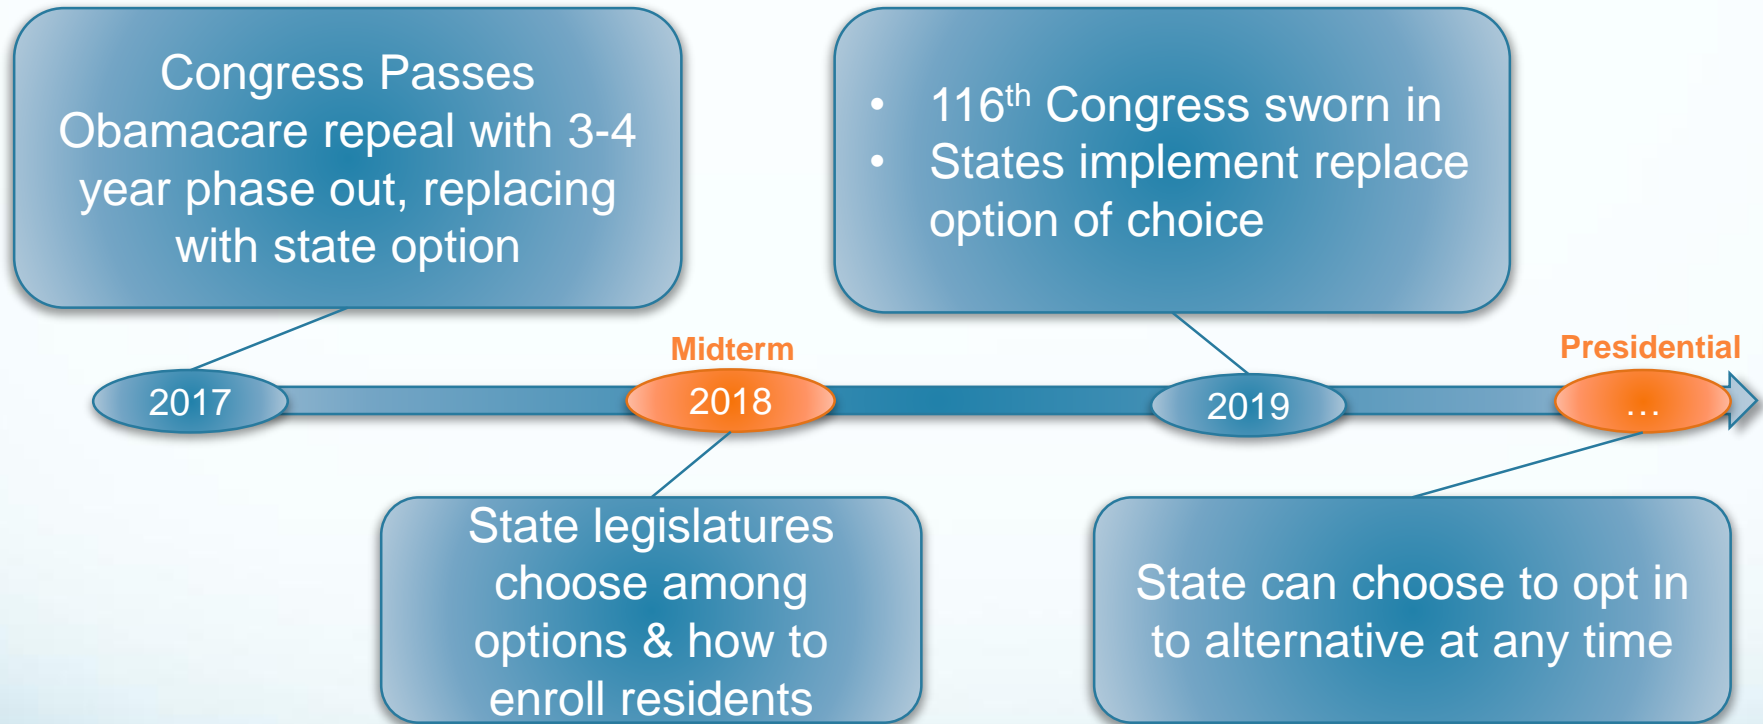 Congress Passes
Obamacare repeal with 3-4
year phase out, replacing
with state option
• 116th Congress sworn in
• States implement replace
option of choice
Midterm
Presidential
2017
2018
2019
…
State legislatures
choose among
options & how to
enroll residents
State can choose to opt in
to alternative at any time